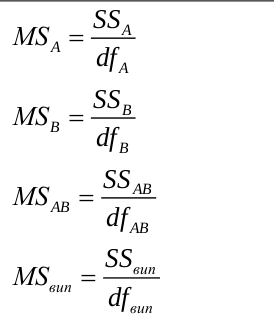 MS_A = SS_A / df_A
MS_B = SS_B / df_B
MS_AB = SS_AB / df_AB
MS_вип = SS_вип / df_вип